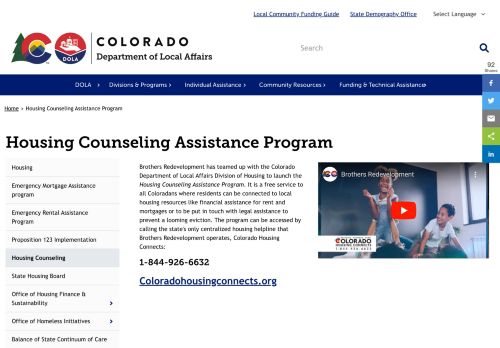 Local Community Funding Guide
State Demography Office
Select Language
COLORADO
Department of Local Affairs
DOLA
Search
92
Shares
DOLA
Divisions & Programs
Individual Assistance
Community Resources
Funding & Technical Assistance
Home > Housing Counseling Assistance Program
Housing Counseling Assistance Program
Housing
Emergency Mortgage Assistance
program
Emergency Rental Assistance
Program
Proposition 123 Implementation
Housing Counseling
State Housing Board
Office of Housing Finance &
Sustainability
Office of Homeless Initiatives
Balance of State Continuum of Care
Brothers Redevelopment has teamed up with the Colorado
Department of Local Affairs Division of Housing to launch the
Housing Counseling Assistance Program. It is a free service to
all Coloradans where residents can be connected to local
housing resources like financial assistance for rent and
mortgages or to be put in touch with legal assistance to
prevent a looming eviction. The program can be accessed by
calling the state's only centralized housing helpline that
Brothers Redevelopment operates, Colorado Housing
Connects:
1-844-926-6632
Coloradohousingconnects.org
Brothers Redevelopment
COLORADO
HOUSING CONNECTS